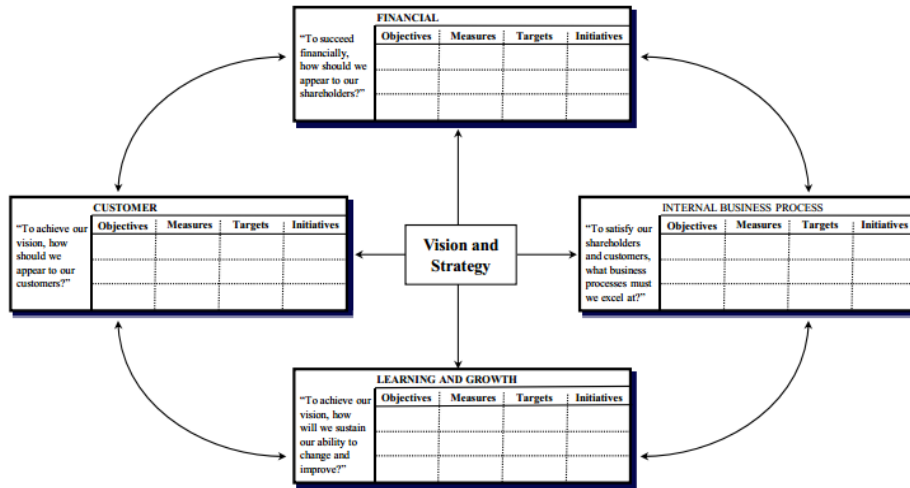 FINANCIAL
Objectives Measures Targets Initiatives
“To succeed
financially,
how should we
appear to our
shareholders?”
CUSTOMER
Objectives Measures Targets Initiatives
“To achieve our
vision, how
should we
appear to our
customers?”
Vision and
Strategy
INTERNAL BUSINESS PROCESS
Objectives Measures Targets Initiatives
“To satisfy our
shareholders
and customers,
what business
processes must
we excel at?”
LEARNING AND GROWTH
Objectives Measures Targets Initiatives
“To achieve our
vision, how
will we sustain
our ability to
change and
improve?”